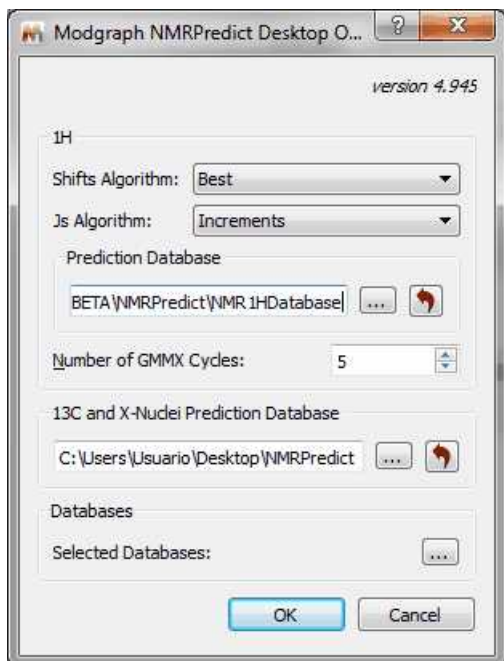 Modgraph NMRPredict Desktop O...
version 4.945
1H
Shifts Algorithm: Best
Js Algorithm: Increments
Prediction Database
BETA\NMRPredict\NMR1HDatabase ...
Number of GMMX Cycles: 5
13C and X-Nuclei Prediction Database
C:\Users\Usuario\Desktop\NMRPredict ...
Databases
Selected Databases: ...
OK Cancel